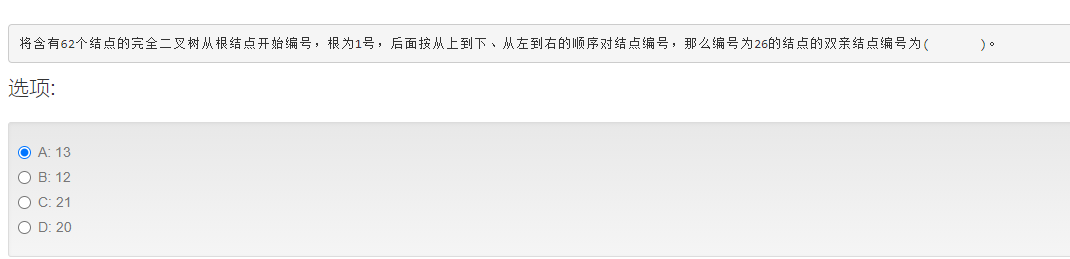 将含有62个结点的完全二叉树从根结点开始编号，根为1号，后面按从上到下、从左到右的顺序对结点编号，那么编号为26的结点的双亲结点编号为(      )。
选项:
A: 13
B: 12
C: 21
D: 20